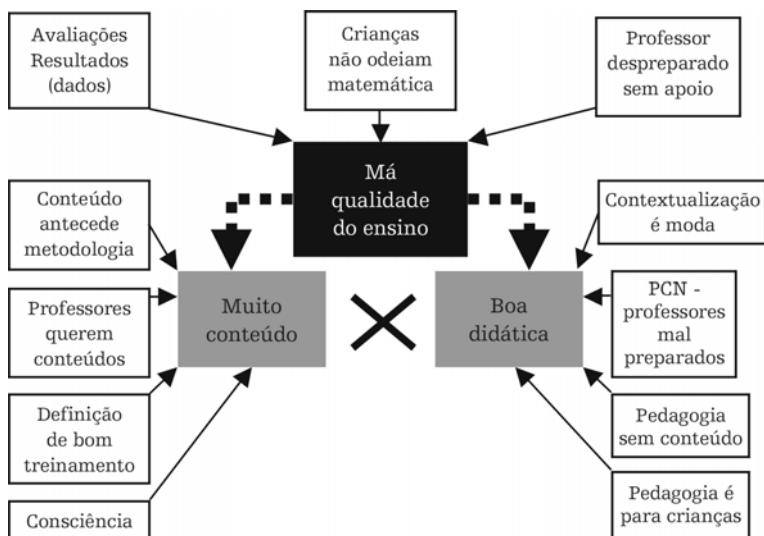 Avaliações
Resultados
(dados)
Crianças
não odeiam
matemática
Professor
despreparado
sem apoio
Má
qualidade
do ensino
Conteúdo
antecede
metodologia
Contextualização
é moda
Professores
querem
conteúdos
Muito
conteúdo
Boa
didática
PCN -
professores
mal
preparados
Definição
de bom
treinamento
Pedagogia
sem conteúdo
Consciência
Pedagogia é
para crianças